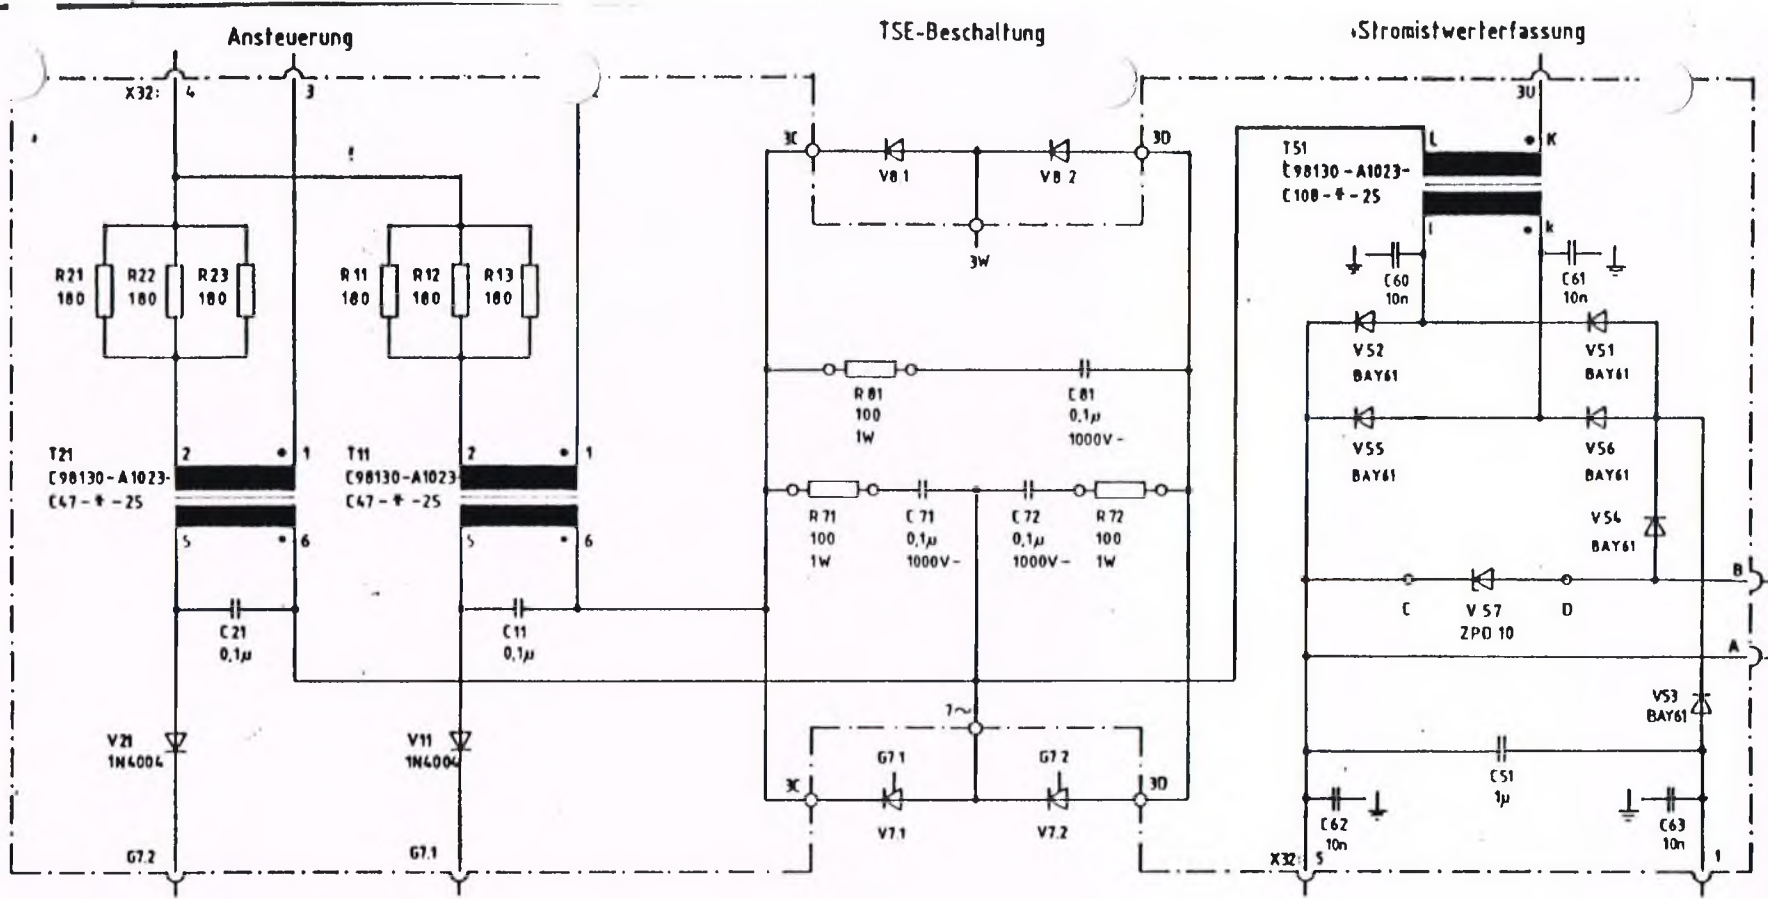 Ansteuerung
TSE-Beschaltung
Stromistwerterfassung
X32: 4
3
3C
3D
3U
V8.1
V8.2
3W
T51
C98130-A1023-
C108-*-25
L
K
l
k
C60
10n
C61
10n
R21
180
R22
180
R23
180
R11
180
R12
180
R13
180
V52
BAY61
V51
BAY61
R81
100
1W
C81
0,1µ
1000V-
V55
BAY61
V56
BAY61
T21
C98130-A1023-
C47-*-25
2
1
5
6
T11
C98130-A1023-
C47-*-25
2
1
5
6
R71
100
1W
C71
0,1µ
1000V-
C72
0,1µ
1000V-
R72
100
1W
V54
BAY61
B
C
V57
ZPD 10
D
A
C21
0,1µ
C11
0,1µ
V53
BAY61
7~
V21
1N4004
V11
1N4004
3C
G7.1
G7.2
3D
V7.1
V7.2
C51
1µ
C62
10n
C63
10n
G7.2
G7.1
X32: 5
1